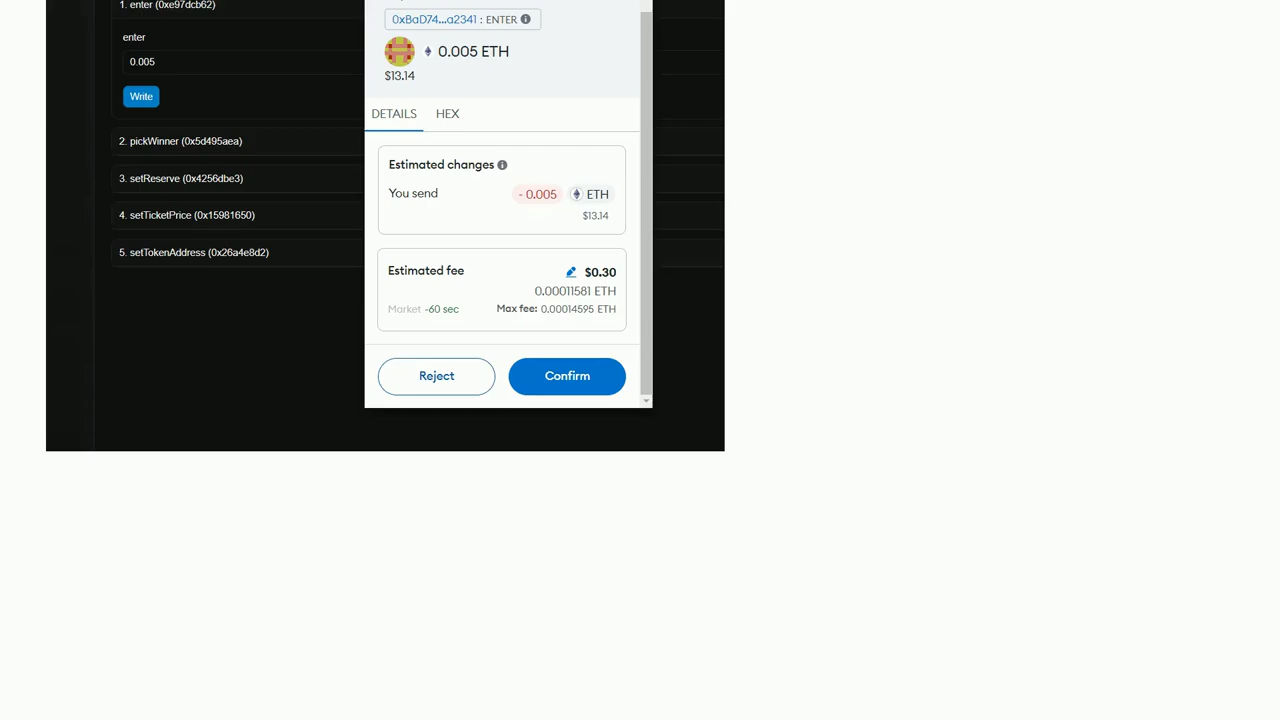 1. enter (0xe97dcb62)
enter
0.005
Write
2. pickWinner (0x5d495aea)
3. setReserve (0x4256dbe3)
4. setTicketPrice (0x15981650)
5. setTokenAddress (0x26a4e8d2)
0xBaD74...a2341 : ENTER
0.005 ETH
$13.14
DETAILS HEX
Estimated changes
You send - 0.005 ETH
$13.14
Estimated fee $0.30
0.00011581 ETH
Market ~60 sec Max fee: 0.00014595 ETH
Reject Confirm